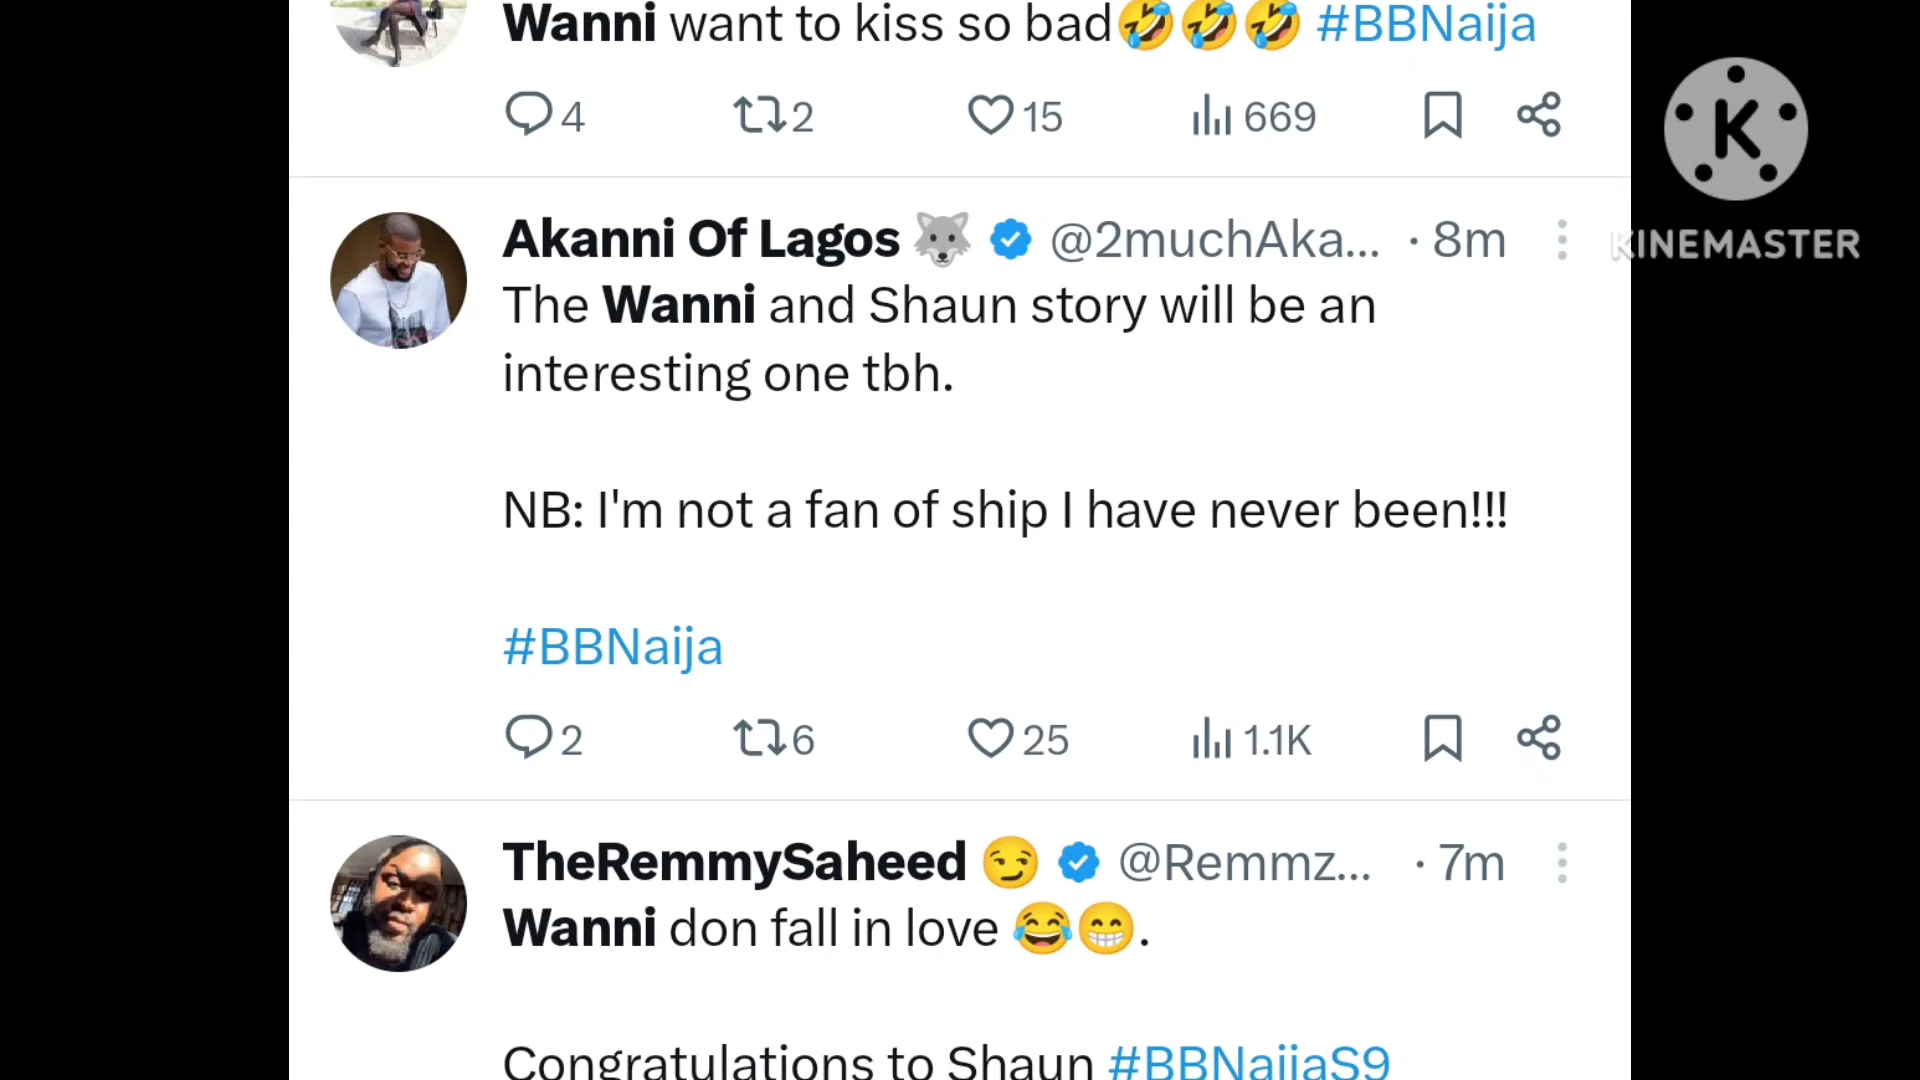 Wanni want to kiss so bad🤣🤣🤣 #BBNaija
4 2 15 669
K
KINEMASTER
Akanni Of Lagos 🐺 @2muchAka... · 8m
The Wanni and Shaun story will be an
interesting one tbh.
NB: I'm not a fan of ship I have never been!!!
#BBNaija
2 6 25 1.1K
TheRemmySaheed 😏 @Remmz... · 7m
Wanni don fall in love 😂😁.
Congratulations to Shaun #BBNaijaS9